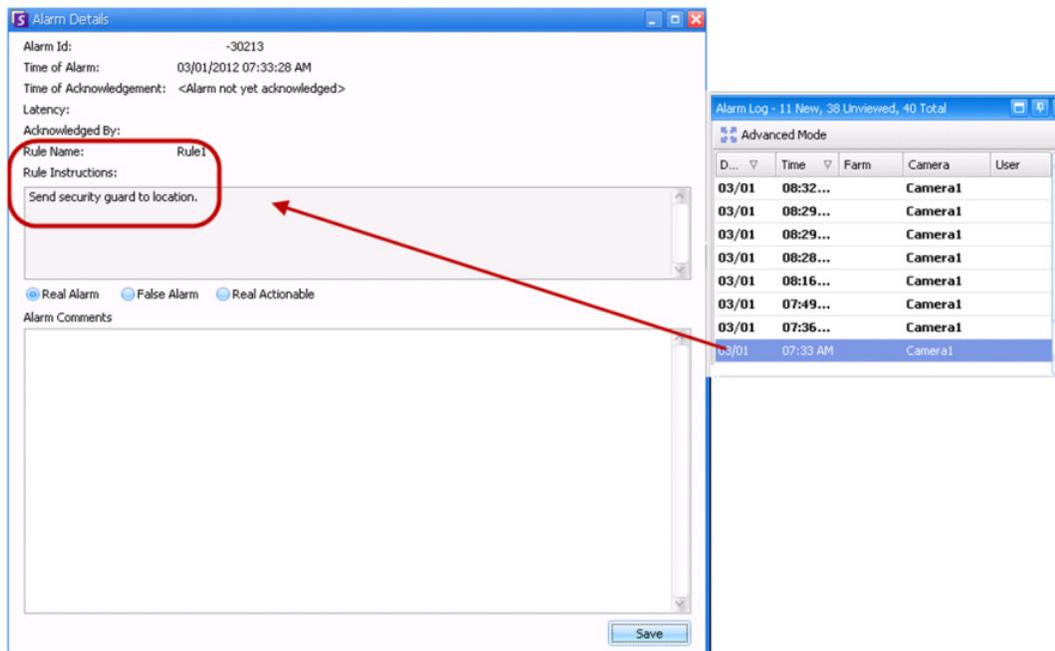 Alarm Details
Alarm Id: -30213
Time of Alarm: 03/01/2012 07:33:28 AM
Time of Acknowledgement: <Alarm not yet acknowledged>
Latency:
Acknowledged By:
Rule Name: Rule1
Rule Instructions:
Send security guard to location.
Real Alarm False Alarm Real Actionable
Alarm Comments
Save
Alarm Log - 11 New, 38 Unviewed, 40 Total
Advanced Mode
D... Time Farm Camera User
03/01 08:32... Camera1
03/01 08:29... Camera1
03/01 08:29... Camera1
03/01 08:28... Camera1
03/01 08:16... Camera1
03/01 07:49... Camera1
03/01 07:36... Camera1
03/01 07:33 AM Camera1